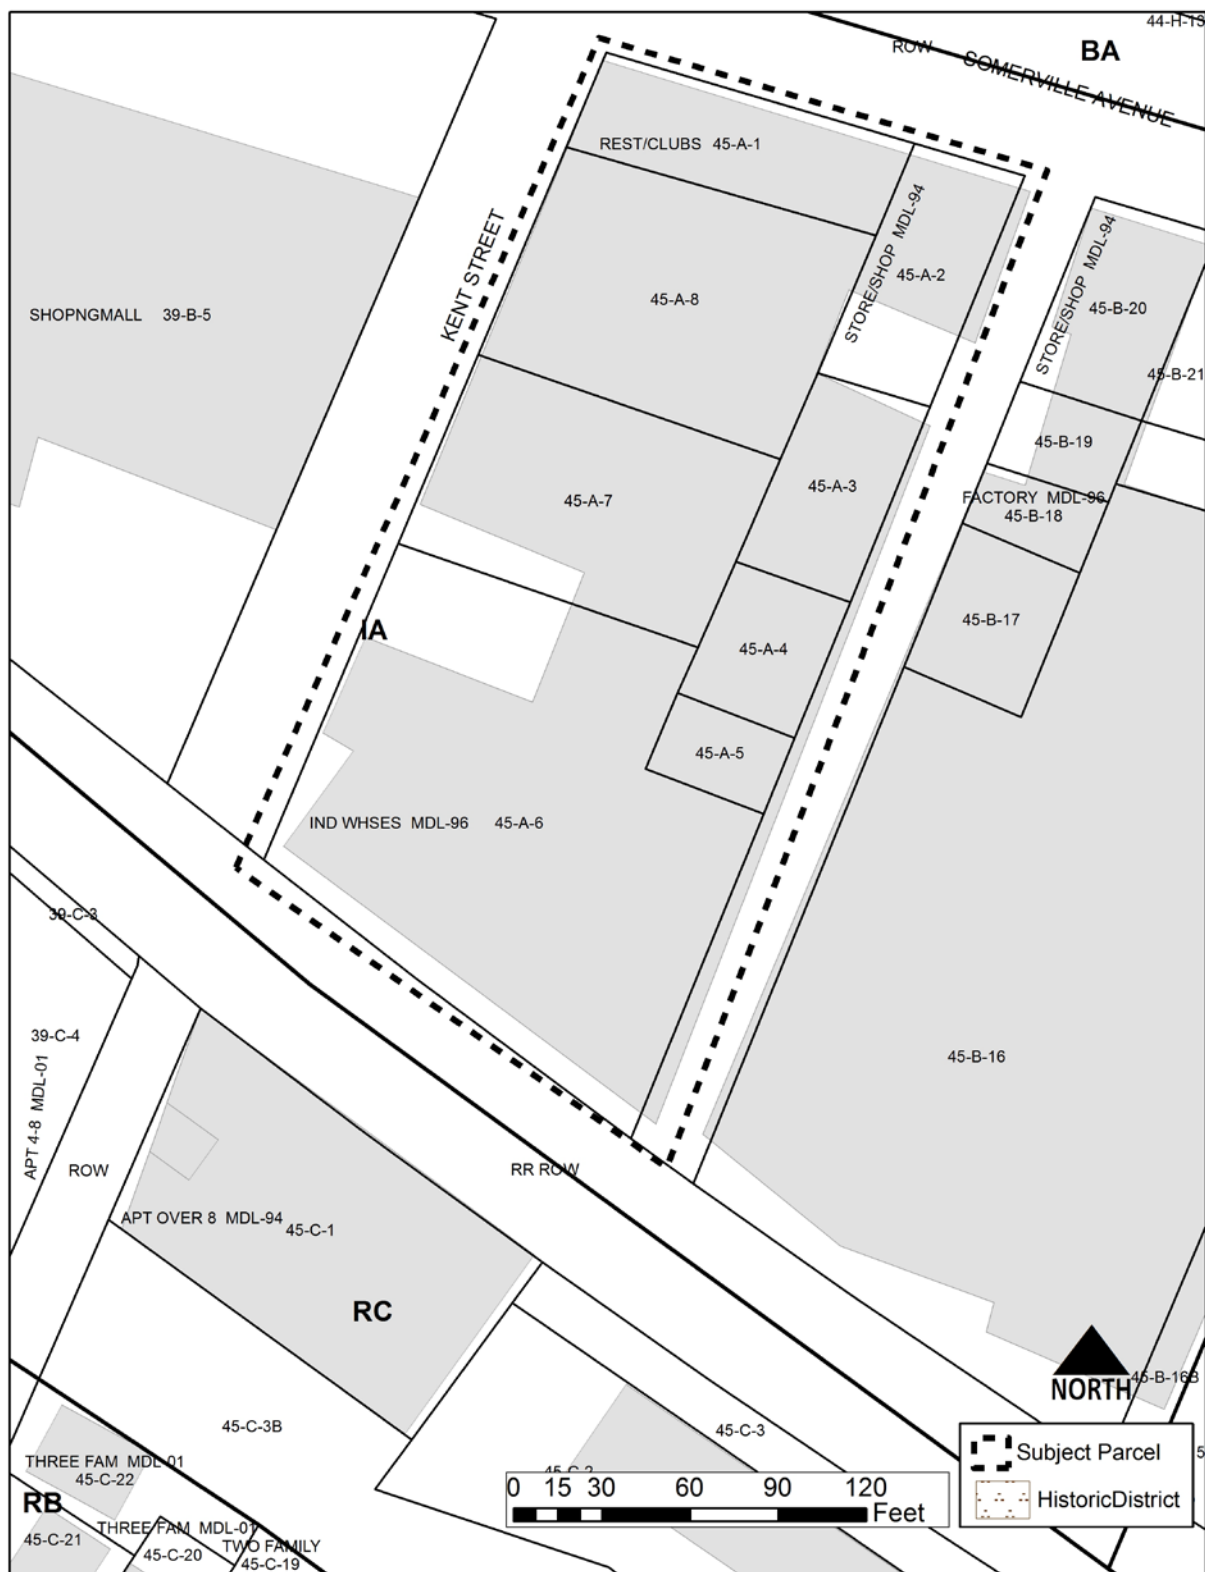 44-H-13
ROW
BA
SOMERVILLE AVENUE
REST/CLUBS 45-A-1
KENT STREET
STORE/SHOP MDL-94
45-A-2
45-A-8
STORE/SHOP MDL-94
45-B-20
SHOPNGMALL 39-B-5
45-B-21
45-B-19
45-A-3
45-A-7
FACTORY MDL-96
45-B-18
45-B-17
IA
45-A-4
45-A-5
IND WHSES MDL-96 45-A-6
39-C-3
39-C-4
APT 4-8 MDL-01
45-B-16
ROW
RR ROW
APT OVER 8 MDL-94
45-C-1
RC
NORTH
45-B-16B
45-C-3B
45-C-3
THREE FAM MDL-01
45-C-22
RB
45-C-2
0 15 30 60 90 120
Feet
Subject Parcel
HistoricDistrict
THREE FAM MDL-01
45-C-21
45-C-20
TWO FAMILY
45-C-19